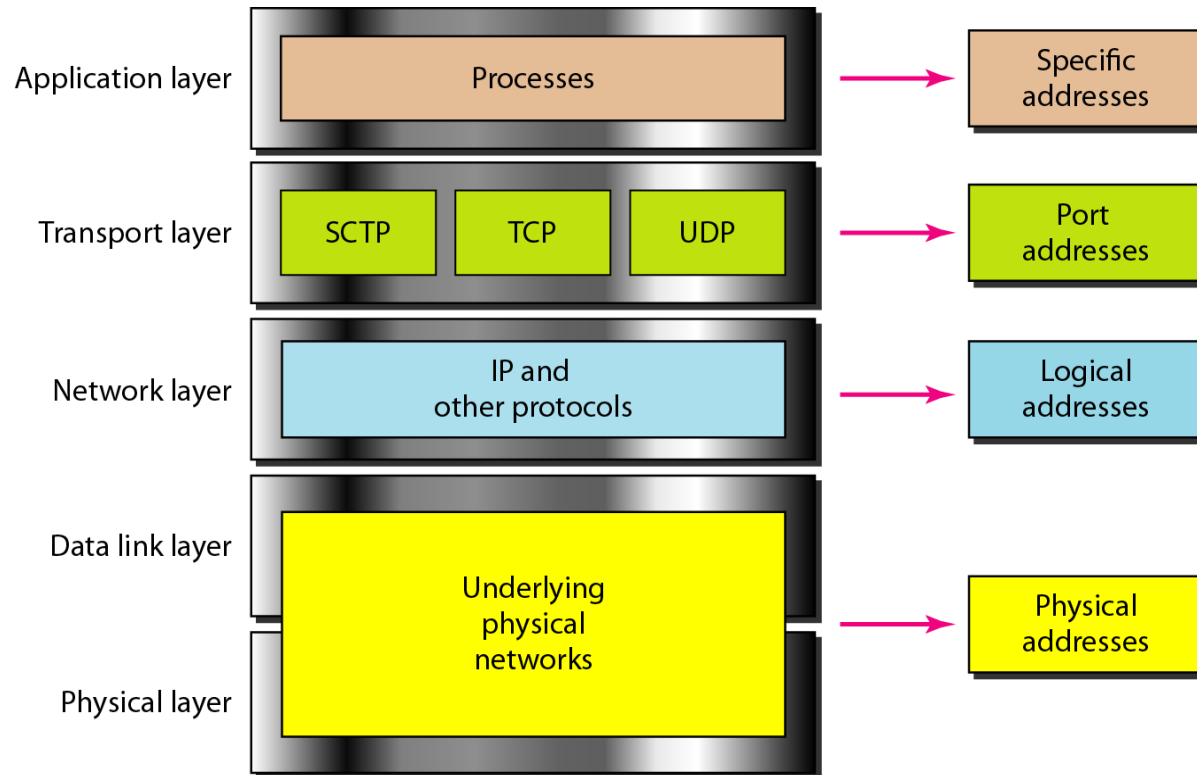 Application layer
Processes
Specific
addresses
Transport layer
SCTP
TCP
UDP
Port
addresses
Network layer
IP and
other protocols
Logical
addresses
Data link layer
Underlying
physical
networks
Physical
addresses
Physical layer